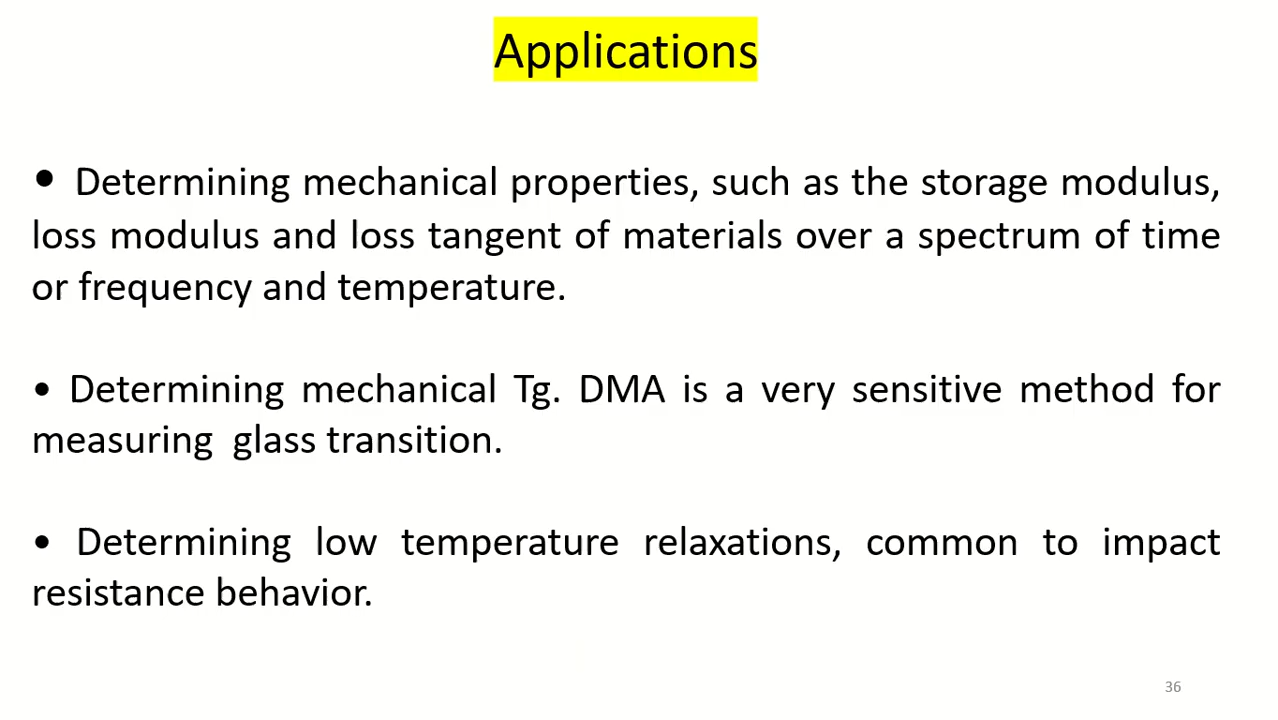 Applications
• Determining mechanical properties, such as the storage modulus,
loss modulus and loss tangent of materials over a spectrum of time
or frequency and temperature.
• Determining mechanical Tg. DMA is a very sensitive method for
measuring glass transition.
• Determining low temperature relaxations, common to impact
resistance behavior.
36